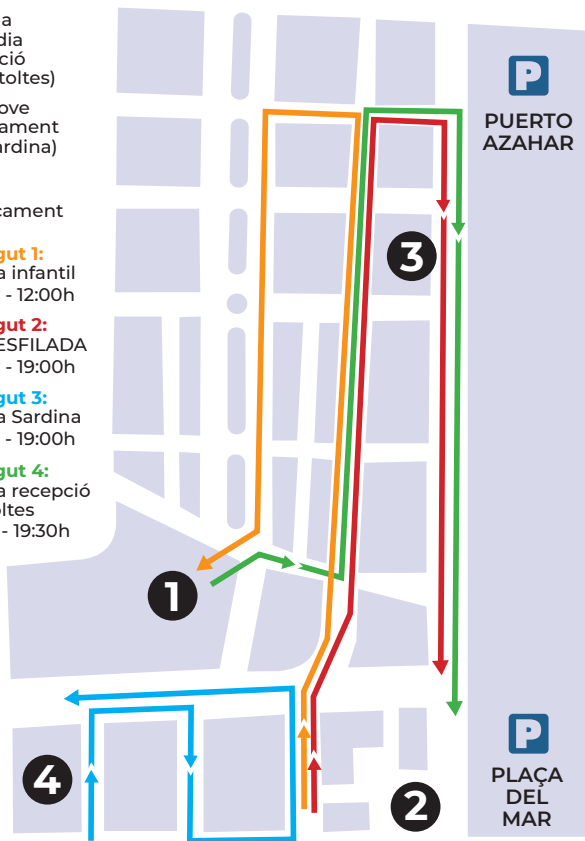 a
dia
ció
toltes)
ove
ament
ardina)
cament
gut 1:
a infantil
- 12:00h
gut 2:
ESFILADA
- 19:00h
gut 3:
a Sardina
- 19:00h
gut 4:
a recepció
oltes
- 19:30h
P
PUERTO
AZAHAR
3
1
4
2
P
PLAÇA
DEL
MAR